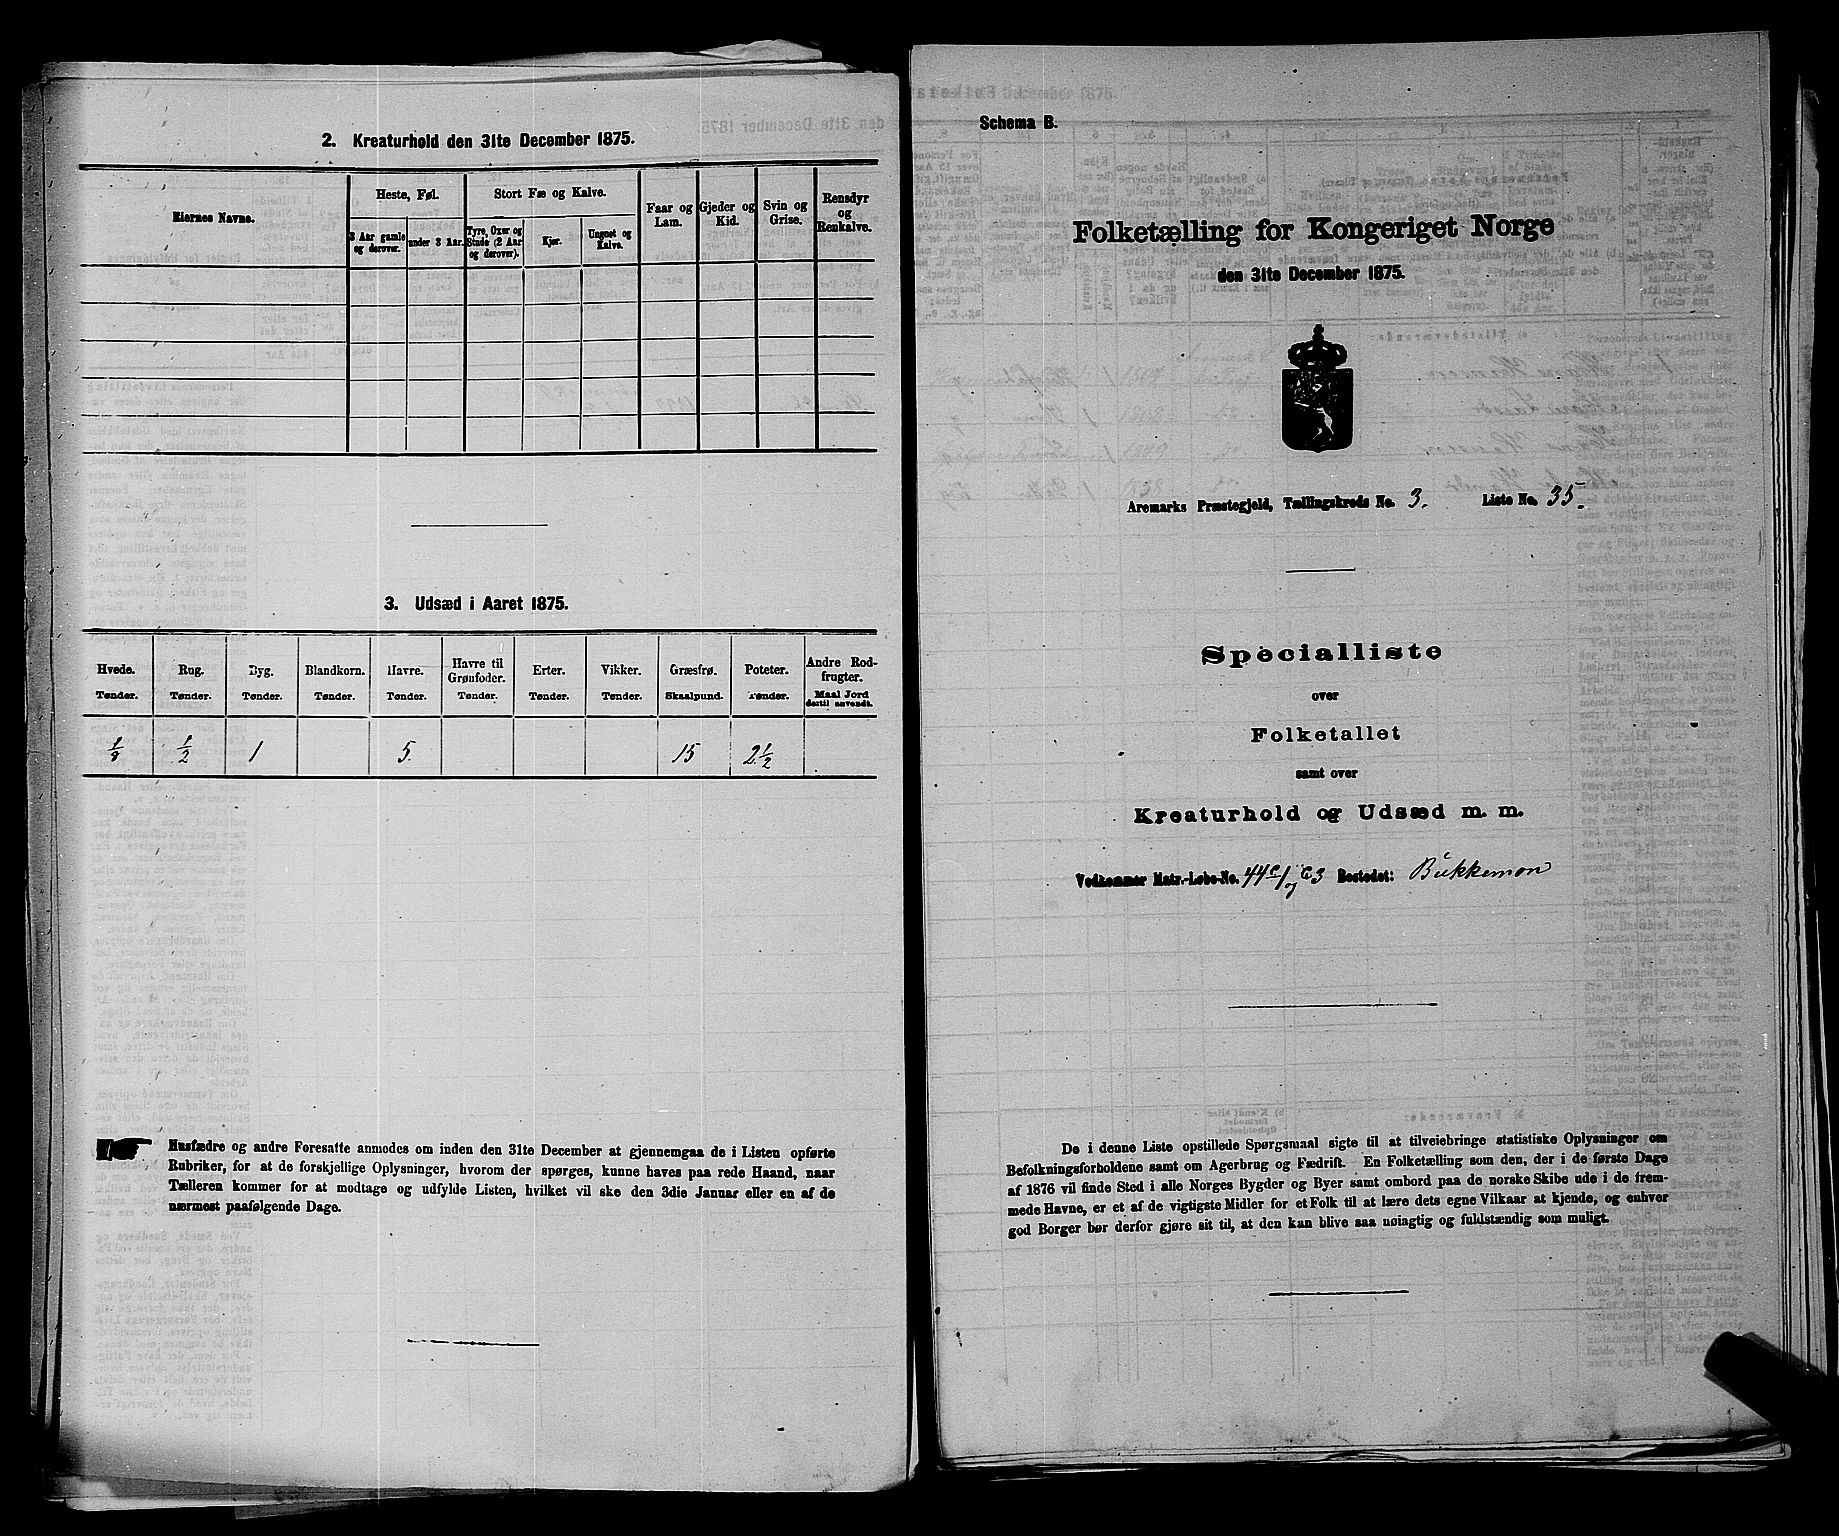 2. Kreaturhold den 31te December 1875.
Eiernes Navne.
Heste, Føl.
Stort Fæ og Kalve.
Faar og Lam.
Gjeder og Kid.
Svin og Grise.
Rensdyr og Renkalve.
3 Aar gamle og derover.
under 3 Aar.
Tyre, Oxer og Stude (2 Aar og derover).
Kjør.
Ungnøt og Kalve.
3. Udsæd i Aaret 1875.
Hvede. Rug. Byg. Blandkorn. Havre. Havre til Grønfoder. Erter. Vikker. Græsfrø. Poteter. Andre Rodfrugter.
Tønder. Tønder. Tønder. Tønder. Tønder. Tønder. Tønder. Tønder. Skaalpund. Tønder. Maal Jord dertil anvendt.
1/8 1/2 1 5. 15 2 1/2
Husfædre og andre Foresatte anmodes om inden den 31te December at gjennemgaa de i Listen opførte
Rubriker, for at de forskjellige Oplysninger, hvorom der spørges, kunne haves paa rede Haand, naar
Tælleren kommer for at modtage og udfylde Listen, hvilket vil ske den 3die Januar eller en af de
nærmest paafølgende Dage.
Schema B.
Folketælling for Kongeriget Norge
den 31te December 1875.
Aremarks Præstegjeld, Tællingskreds No. 3. Liste No. 35.
Specialliste
over
Folketallet
samt over
Kreaturhold og Udsæd m. m.
Vedkommer Matr.-Løbe-No. 44 c 1 og c 3 Bostedet: Bukkemon
De i denne Liste opstillede Spørgsmaal sigte til at tilveiebringe statistiske Oplysninger om
Befolkningsforholdene samt om Agerbrug og Fædrift. En Folketælling som den, der i de første Dage
af 1876 vil finde Sted i alle Norges Bygder og Byer samt ombord paa de norske Skibe ude i de frem-
mede Havne, er et af de vigtigste Midler for et Folk til at lære dets egne Vilkaar at kjende, og enhver
god Borger bør derfor gjøre sit til, at den kan blive saa nøiagtig og fuldstændig som muligt.